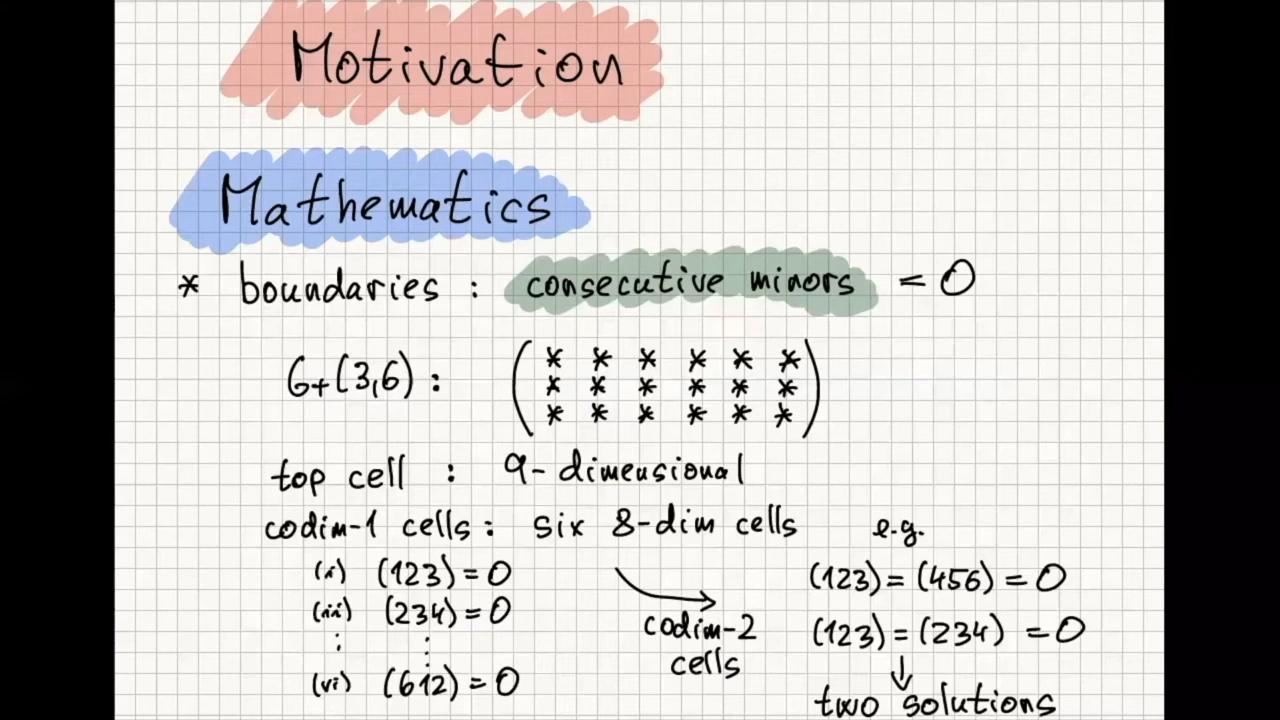 Motivation
Mathematics
* boundaries : consecutive minors = 0
G+(3,6) : ( * * * * * *
* * * * * *
* * * * * * )
top cell : 9-dimensional
codim-1 cells : six 8-dim cells e.g.
(i) (123) = 0 (123) = (456) = 0
(ii) (234) = 0 codim-2 (123) = (234) = 0
⋮ ⋮ cells ↓
(vi) (612) = 0 two solutions